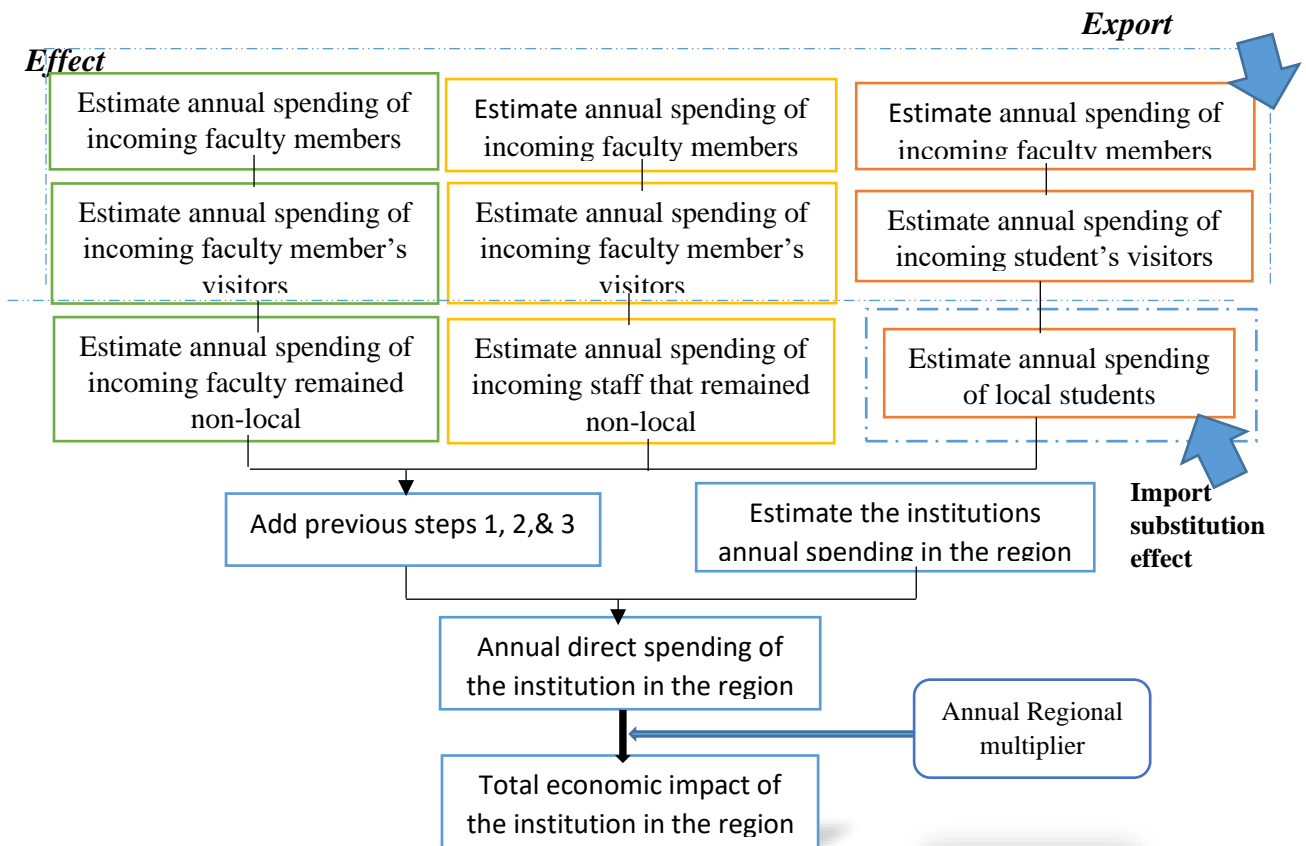 Export
Effect
Estimate annual spending of
incoming faculty members
Estimate annual spending of
incoming faculty members
Estimate annual spending of
incoming faculty members
Estimate annual spending of
incoming faculty member’s
visitors
Estimate annual spending of
incoming faculty member’s
visitors
Estimate annual spending of
incoming student’s visitors
Estimate annual spending of
incoming faculty remained
non-local
Estimate annual spending of
incoming staff that remained
non-local
Estimate annual spending
of local students
Import
substitution
effect
Add previous steps 1, 2,& 3
Estimate the institutions
annual spending in the region
Annual direct spending of
the institution in the region
Annual Regional
multiplier
Total economic impact of
the institution in the region